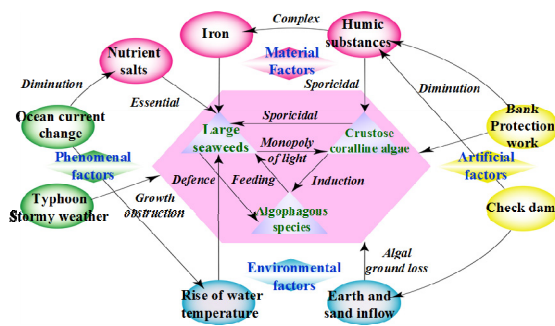 Complex
Iron
Humic
substances
Nutrient
salts
Material
Factors
Diminution
Essential
Sporicidal
Diminution
Ocean current
change
Sporicidal
Large
seaweeds
Monopoly
of light
Crustose
coralline algae
Bank
Protection
work
Phenomenal
factors
Artificial
factors
Defence
Feeding
Induction
Typhoon
Stormy weather
Growth
obstruction
Algophagous
species
Check dam
Environmental
factors
Algal
ground loss
Rise of water
temperature
Earth and
sand inflow